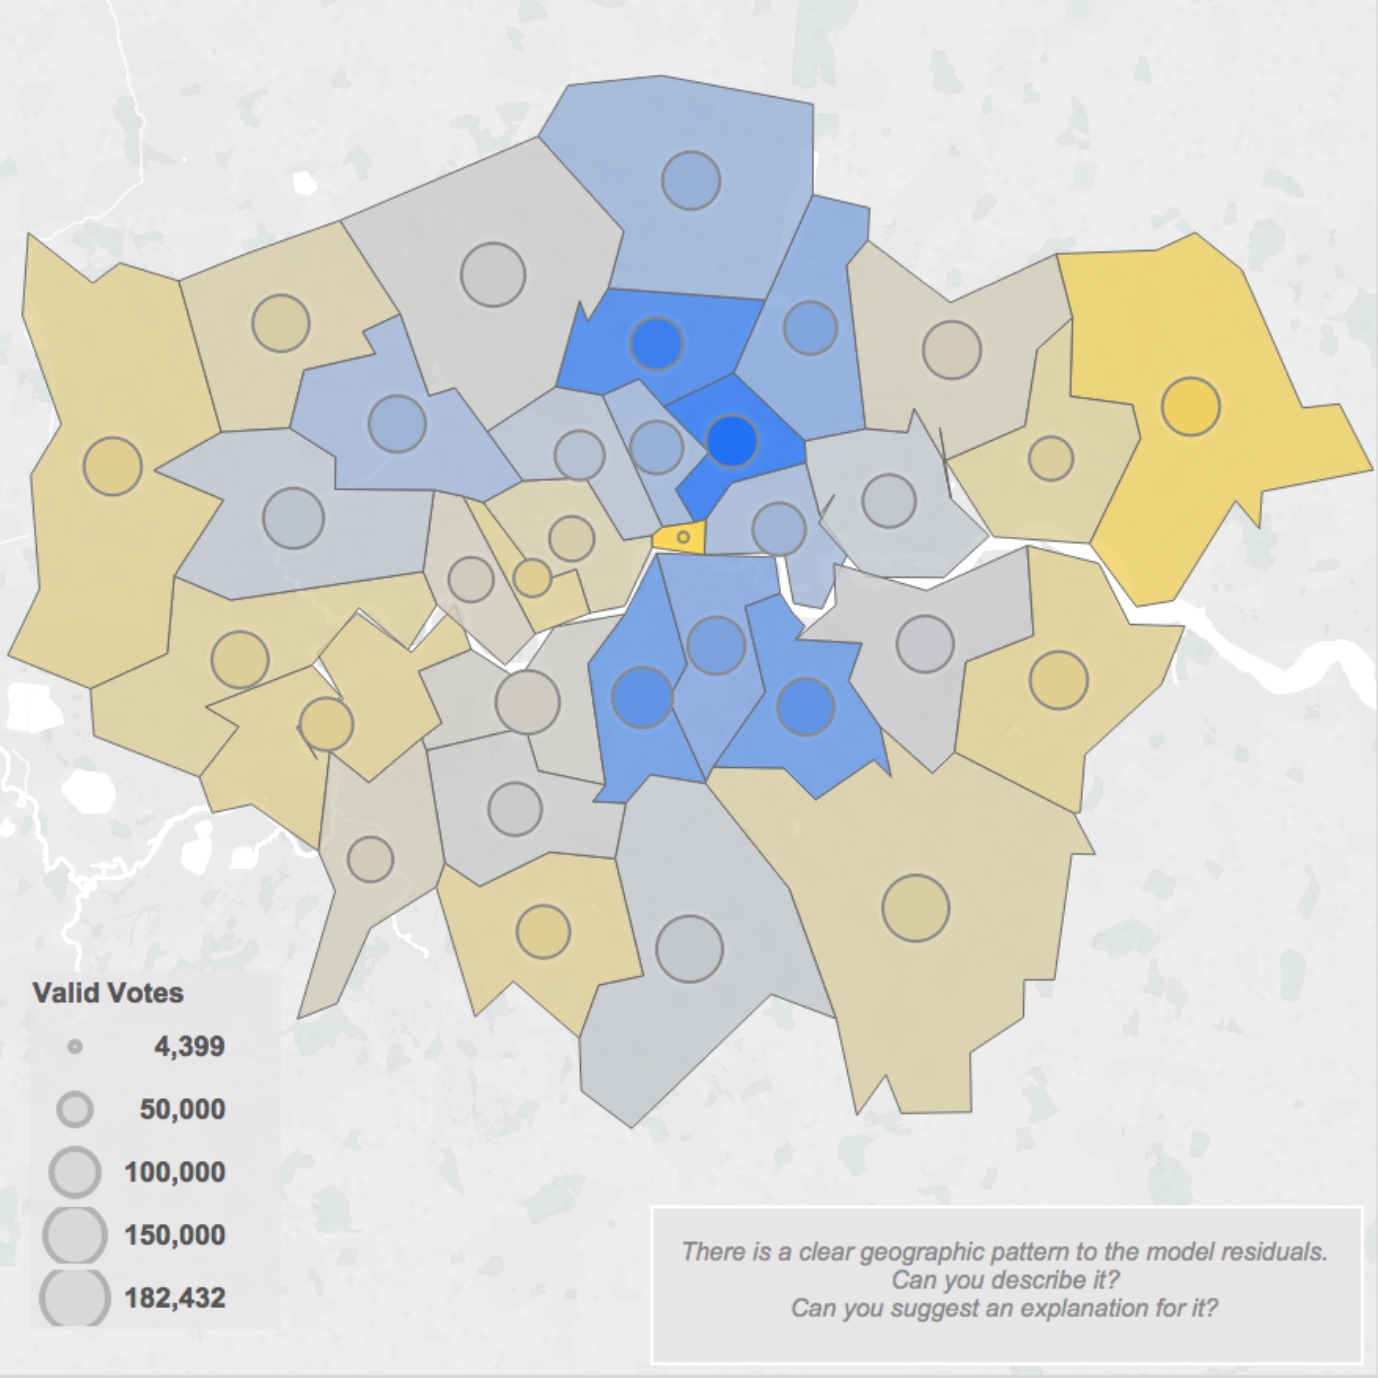 Valid Votes
4,399
50,000
100,000
150,000
182,432
There is a clear geographic pattern to the model residuals.
Can you describe it?
Can you suggest an explanation for it?